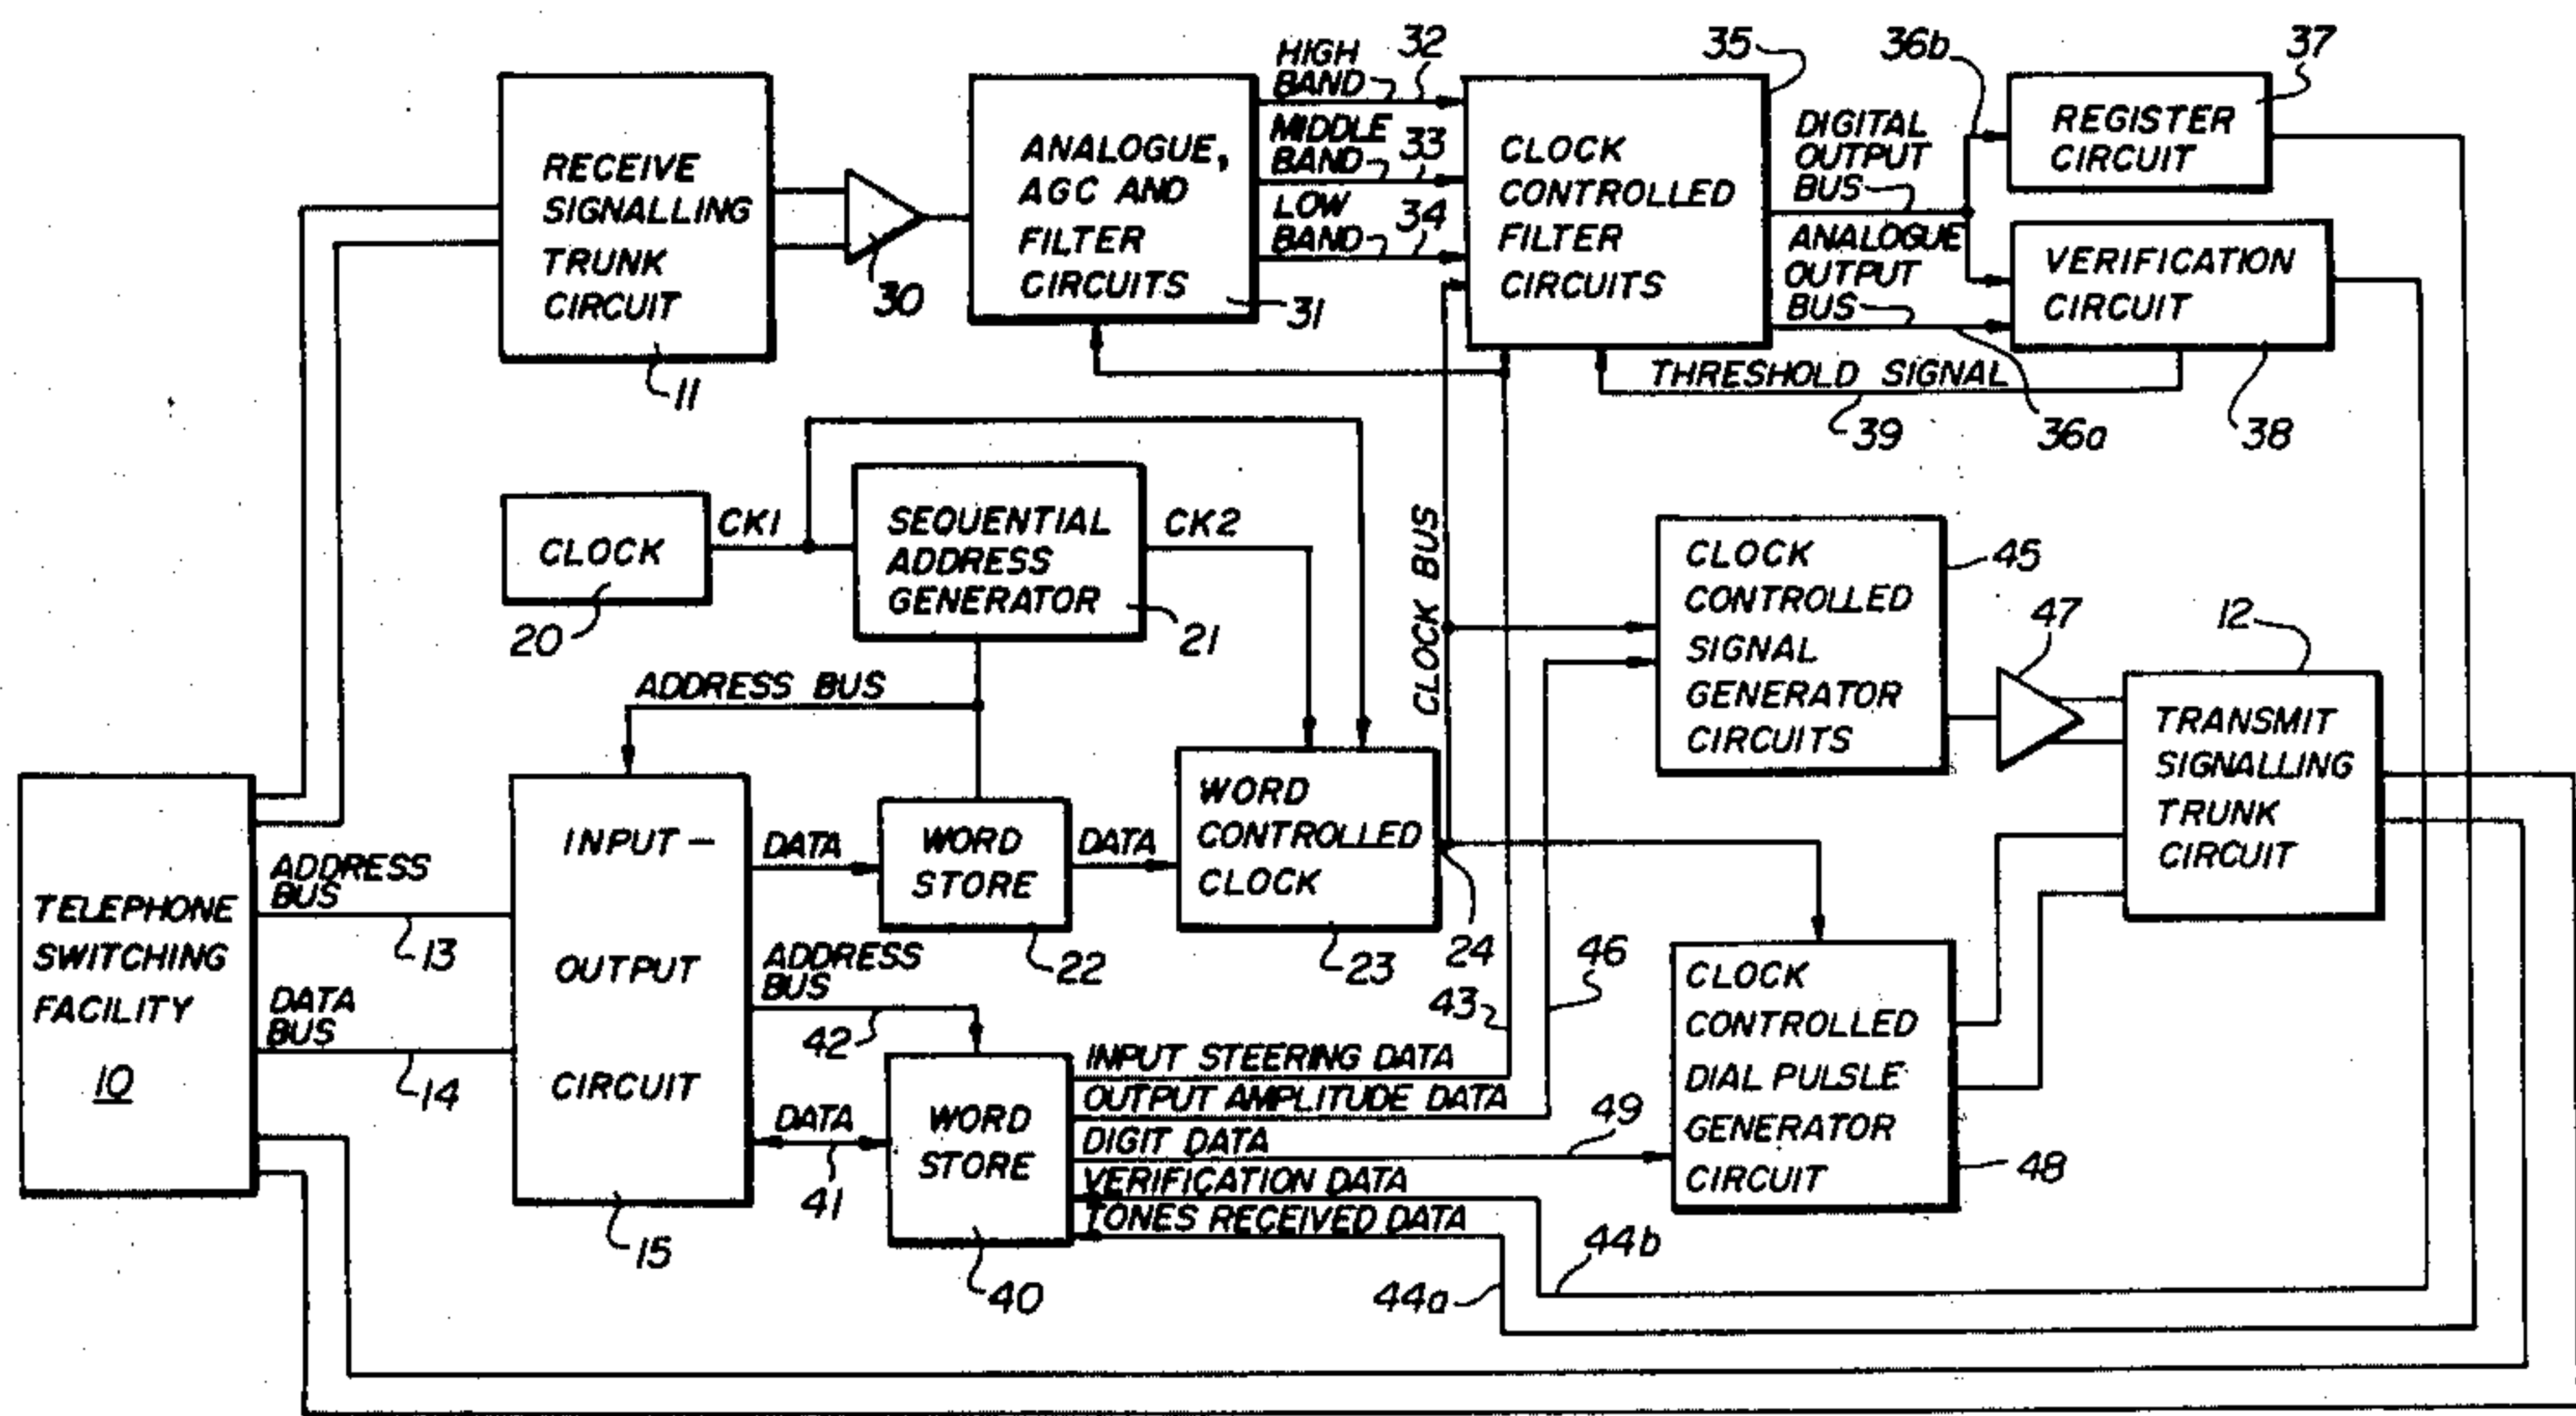 HIGH
BAND
32
MIDDLE
BAND
33
LOW
BAND
34
35
36b
37
RECEIVE
SIGNALLING
TRUNK
CIRCUIT
11
30
ANALOGUE,
AGC AND
FILTER
CIRCUITS
31
CLOCK
CONTROLLED
FILTER
CIRCUITS
DIGITAL
OUTPUT
BUS
ANALOGUE
OUTPUT
BUS
REGISTER
CIRCUIT
VERIFICATION
CIRCUIT
THRESHOLD SIGNAL
39
36a
38
CLOCK
20
CK1
SEQUENTIAL
ADDRESS
GENERATOR
21
CK2
CLOCK BUS
CLOCK
CONTROLLED
SIGNAL
GENERATOR
CIRCUITS
45
47
12
TRANSMIT
SIGNALLING
TRUNK
CIRCUIT
ADDRESS BUS
TELEPHONE
SWITCHING
FACILITY
10
ADDRESS
BUS
13
DATA
BUS
14
INPUT-
OUTPUT
CIRCUIT
15
DATA
WORD
STORE
22
DATA
WORD
CONTROLLED
CLOCK
23
24
ADDRESS
BUS
42
43
46
DATA
41
WORD
STORE
40
INPUT STEERING DATA
OUTPUT AMPLITUDE DATA
DIGIT DATA
49
VERIFICATION DATA
TONES RECEIVED DATA
44a
44b
CLOCK
CONTROLLED
DIAL PULSLE
GENERATOR
CIRCUIT
48